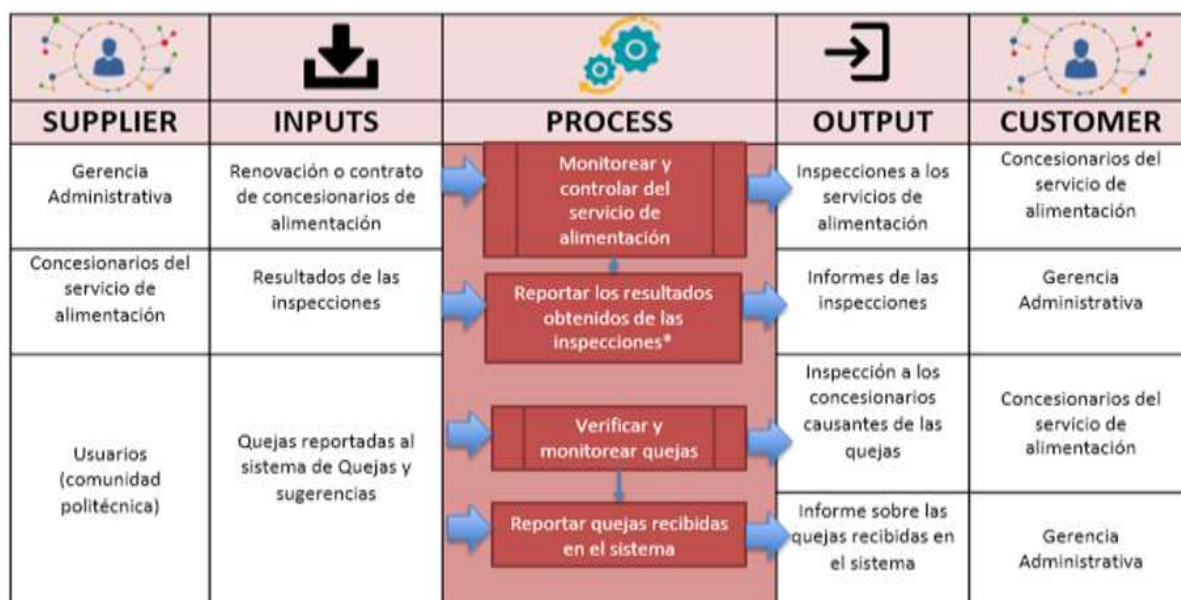 SUPPLIER
INPUTS
PROCESS
OUTPUT
CUSTOMER
Gerencia
Administrativa
Renovación o contrato
de concesionarios de
alimentación
Monitorear y
controlar del
servicio de
alimentación
Inspecciones a los
servicios de
alimentación
Concesionarios del
servicio de
alimentación
Concesionarios del
servicio de
alimentación
Resultados de las
inspecciones
Reportar los resultados
obtenidos de las
inspecciones*
Informes de las
inspecciones
Gerencia
Administrativa
Usuarios
(comunidad
politécnica)
Quejas reportadas al
sistema de Quejas y
sugerencias
Verificar y
monitorear quejas
Inspección a los
concesionarios
causantes de las
quejas
Concesionarios del
servicio de
alimentación
Reportar quejas recibidas
en el sistema
Informe sobre las
quejas recibidas en
el sistema
Gerencia
Administrativa